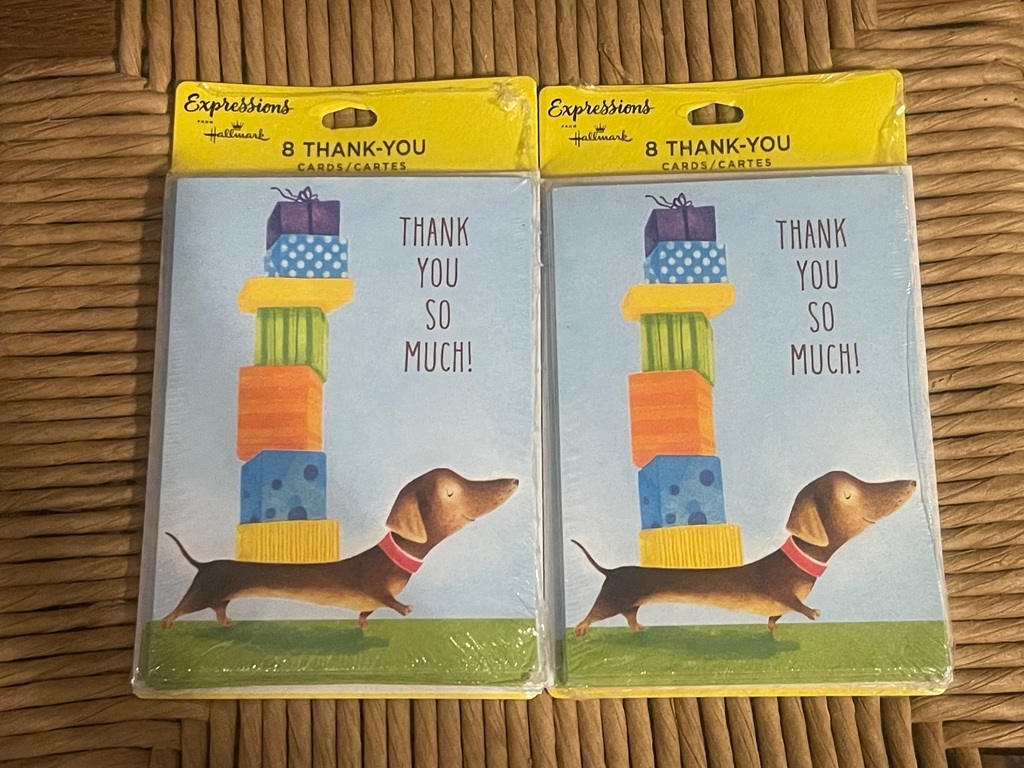 Expressions
FROM
Hallmark
8 THANK-YOU
CARDS/CARTES
THANK
YOU
SO
MUCH!
Expressions
FROM
Hallmark
8 THANK-YOU
CARDS/CARTES
THANK
YOU
SO
MUCH!